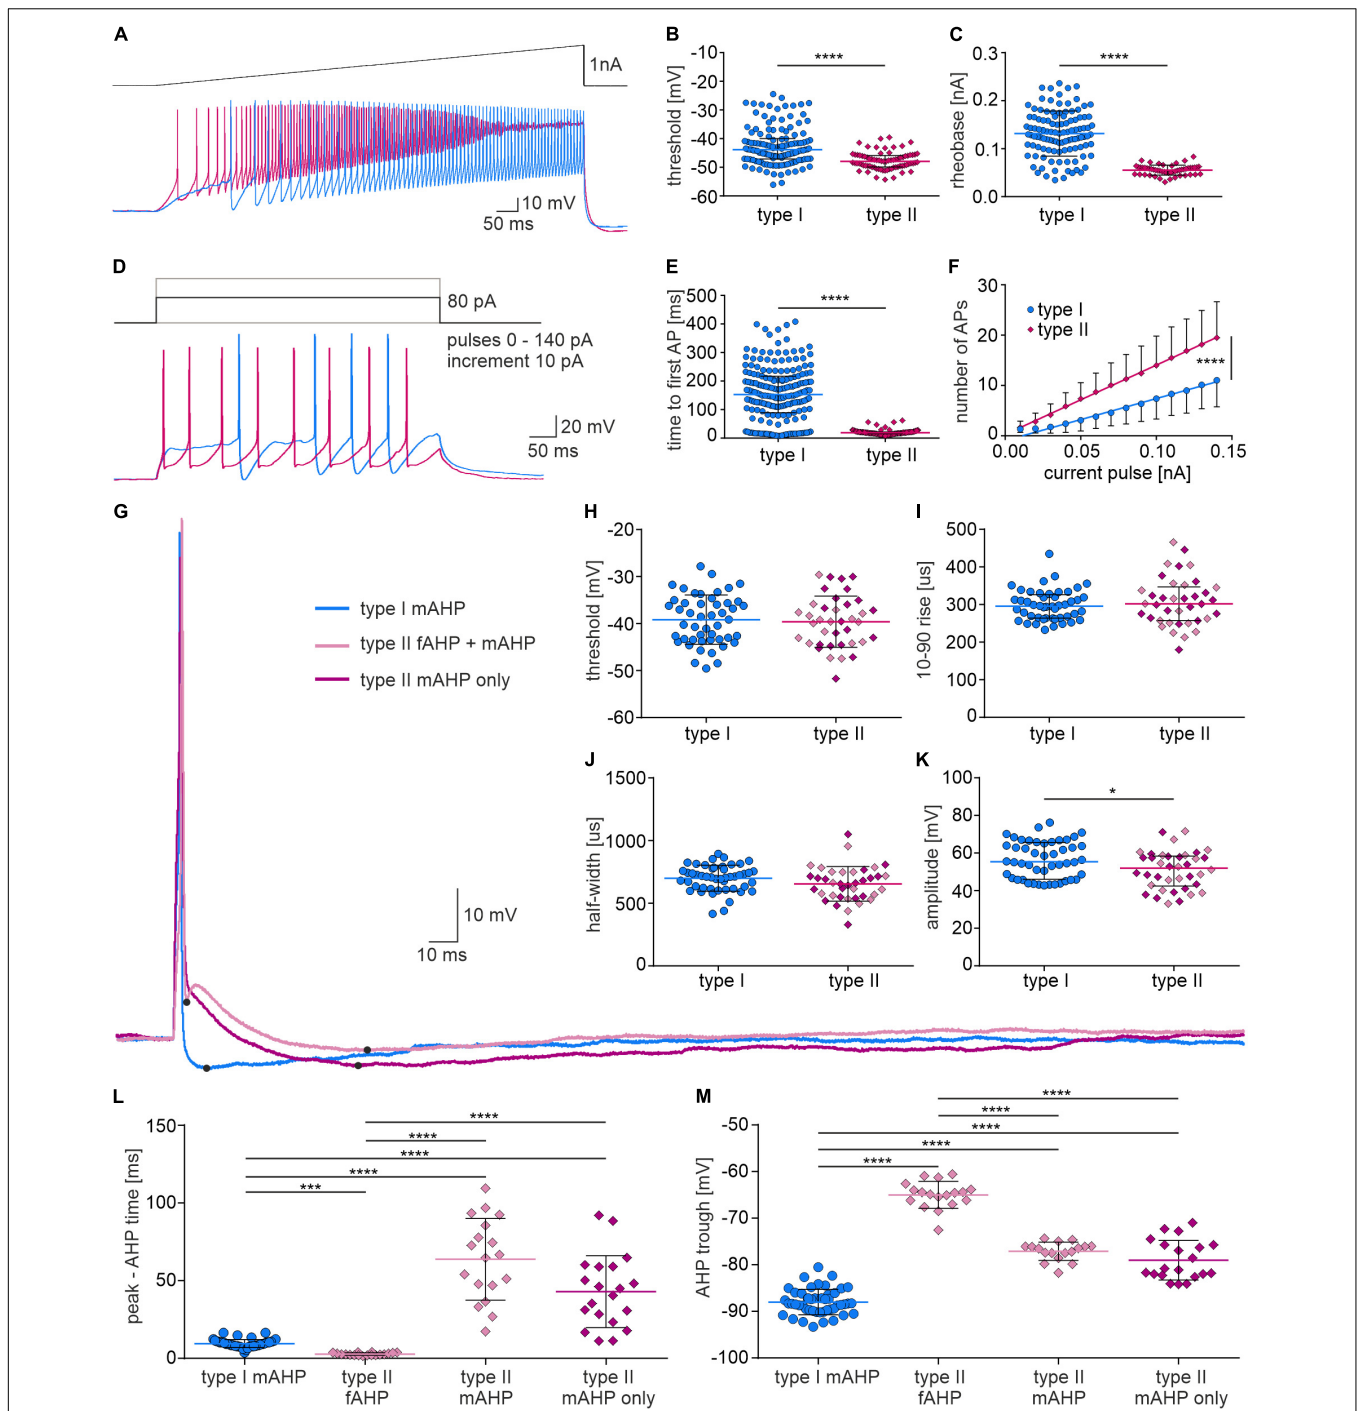 A
1nA
10 mV
50 ms
B
threshold [mV]
-10
-20
-30
-40
-50
-60
****
type I
type II
C
rheobase [nA]
0.3
0.2
0.1
0.0
****
type I
type II
D
80 pA
pulses 0 - 140 pA
increment 10 pA
20 mV
50 ms
E
time to first AP [ms]
500
400
300
200
100
0
****
type I
type II
F
number of APs
30
20
10
0
type I
type II
****
0.00
0.05
0.10
0.15
current pulse [nA]
G
type I mAHP
type II fAHP + mAHP
type II mAHP only
10 mV
10 ms
H
threshold [mV]
-20
-30
-40
-50
-60
type I
type II
I
10-90 rise [us]
500
400
300
200
100
0
type I
type II
J
half-width [us]
1500
1000
500
0
type I
type II
K
amplitude [mV]
100
80
60
40
20
0
*
type I
type II
L
peak - AHP time [ms]
150
100
50
0
****
****
****
****
***
type I mAHP
type II
fAHP
type II
mAHP
type II
mAHP only
M
AHP trough [mV]
-50
-60
-70
-80
-90
-100
****
****
****
****
****
type I mAHP
type II
fAHP
type II
mAHP
type II
mAHP only